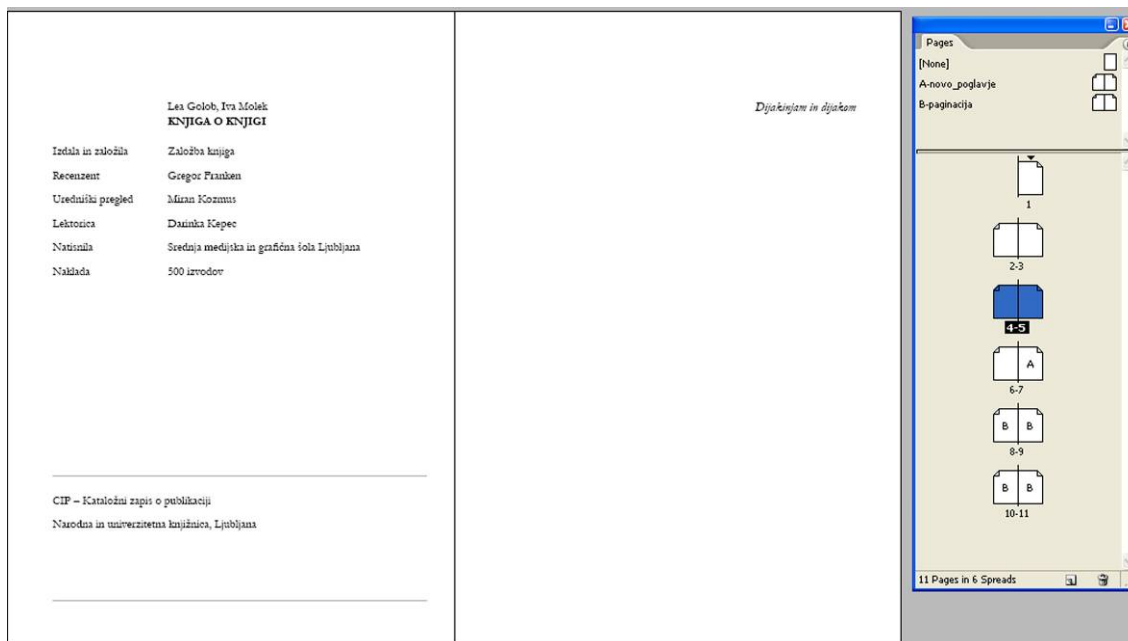 Lea Golob, Iva Molek
KNJIGA O KNJIGI
Izdala in založila Založba knjiga
Recenzent Gregor Franken
Uredniški pregled Miran Kozmus
Lektorica Darinka Kepec
Natisnila Srednja medijska in grafična šola Ljubljana
Naklada 500 izvodov
CIP – Kataložni zapis o publikaciji
Narodna in univerzitetna knjižnica, Ljubljana
Dijakinjam in dijakom
Pages
[None]
A-novo_poglavje
B-paginacija
1
2-3
4-5
A
6-7
B B
8-9
B B
10-11
11 Pages in 6 Spreads